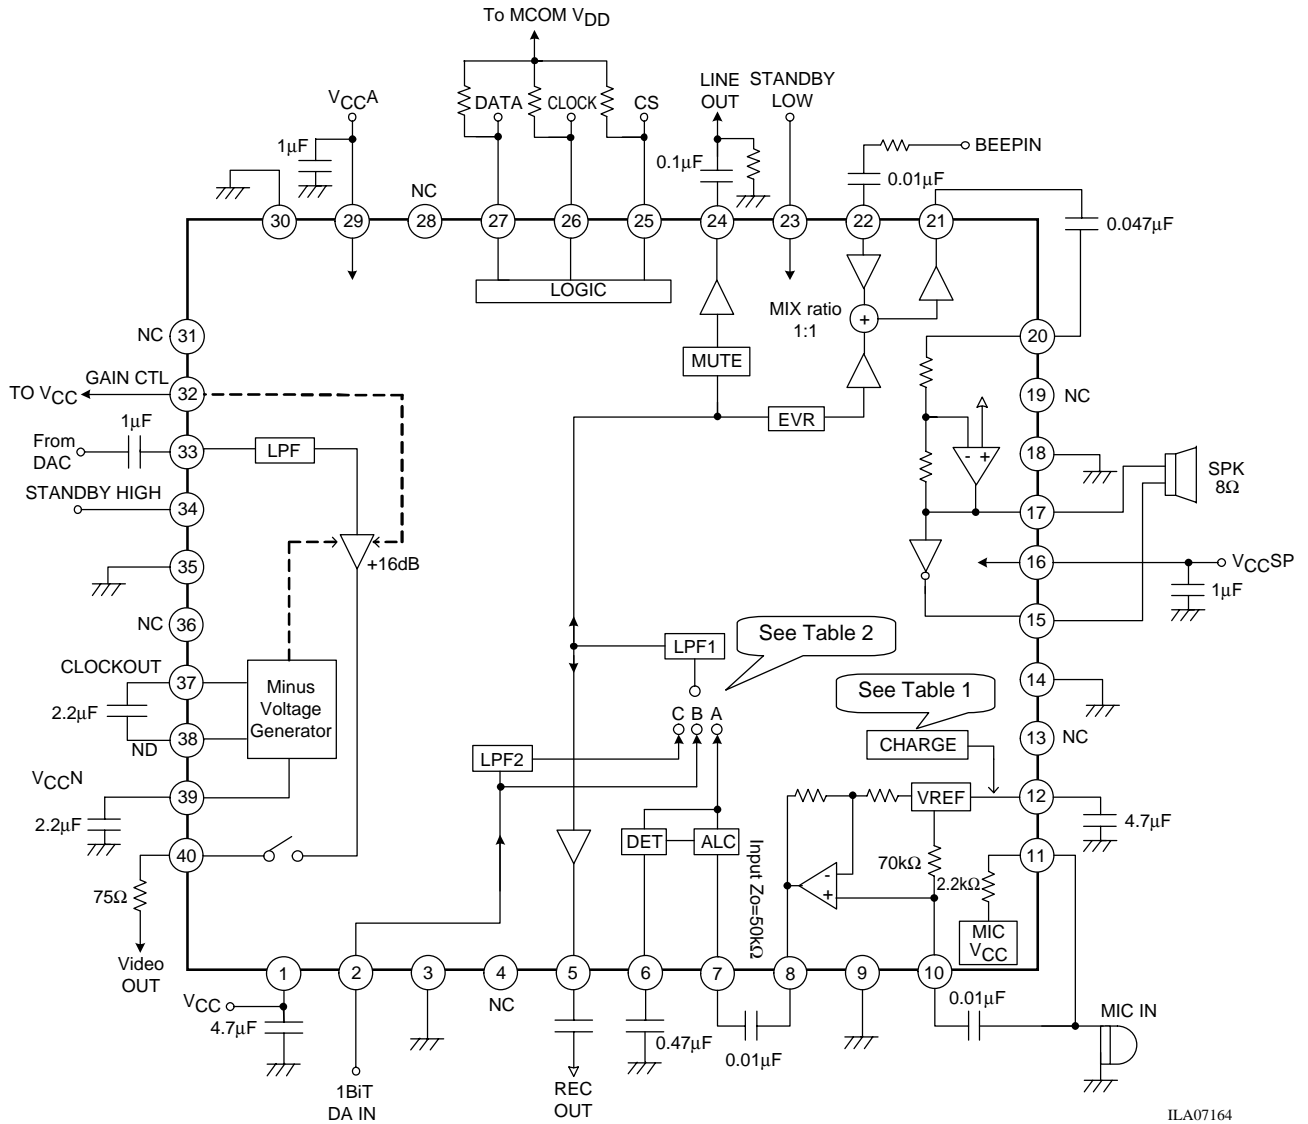 To MCOM VDD
VCCA
1µF
DATA
CLOCK
CS
LINE
OUT
STANDBY
LOW
0.1µF
BEEPIN
0.01µF
0.047µF
NC
30
29
28
27
26
25
24
23
22
21
LOGIC
MIX ratio
1:1
+
MUTE
EVR
NC
31
GAIN CTL
TO VCC
32
1µF
From
DAC
33
LPF
STANDBY HIGH
34
+16dB
35
NC
36
CLOCKOUT
37
2.2µF
38
ND
Minus
Voltage
Generator
VCCN
39
2.2µF
40
75Ω
Video
OUT
20
19
NC
18
- +
SPK
8Ω
17
16
VCCSP
1µF
15
14
13
NC
12
4.7µF
11
See Table 2
LPF1
C B A
LPF2
See Table 1
CHARGE
VREF
DET
ALC
Input Zo=50kΩ
-
+
70kΩ
2.2kΩ
MIC
VCC
1
2
3
4
5
6
7
8
9
10
VCC
4.7µF
NC
0.47µF
0.01µF
0.01µF
MIC IN
1BiT
DA IN
REC
OUT
ILA07164